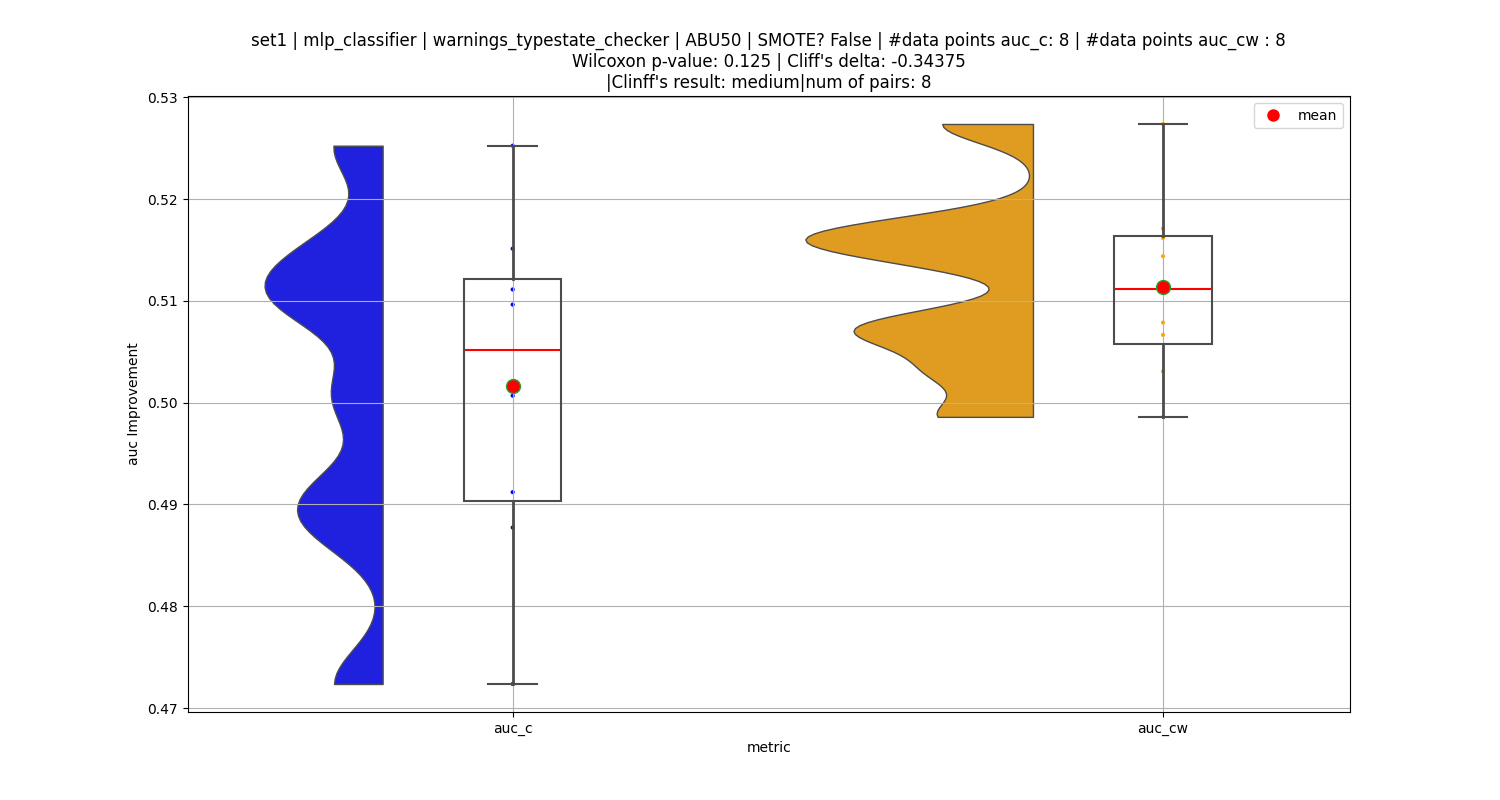 set1 | mlp_classifier | warnings_typestate_checker | ABU50 | SMOTE? False | #data points auc_c: 8 | #data points auc_cw : 8
Wilcoxon p-value: 0.125 | Cliff's delta: -0.34375
|Clinff's result: medium|num of pairs: 8
mean
0.53
0.52
0.51
0.50
0.49
0.48
0.47
auc Improvement
auc_c
auc_cw
metric